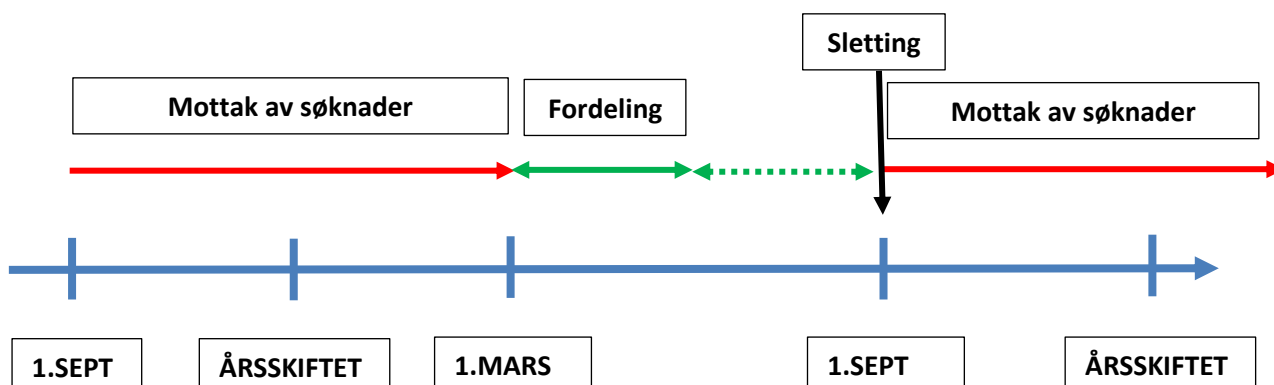 Sletting
Mottak av søknader
Fordeling
Mottak av søknader
1.SEPT
ÅRSSKIFTET
1.MARS
1.SEPT
ÅRSSKIFTET